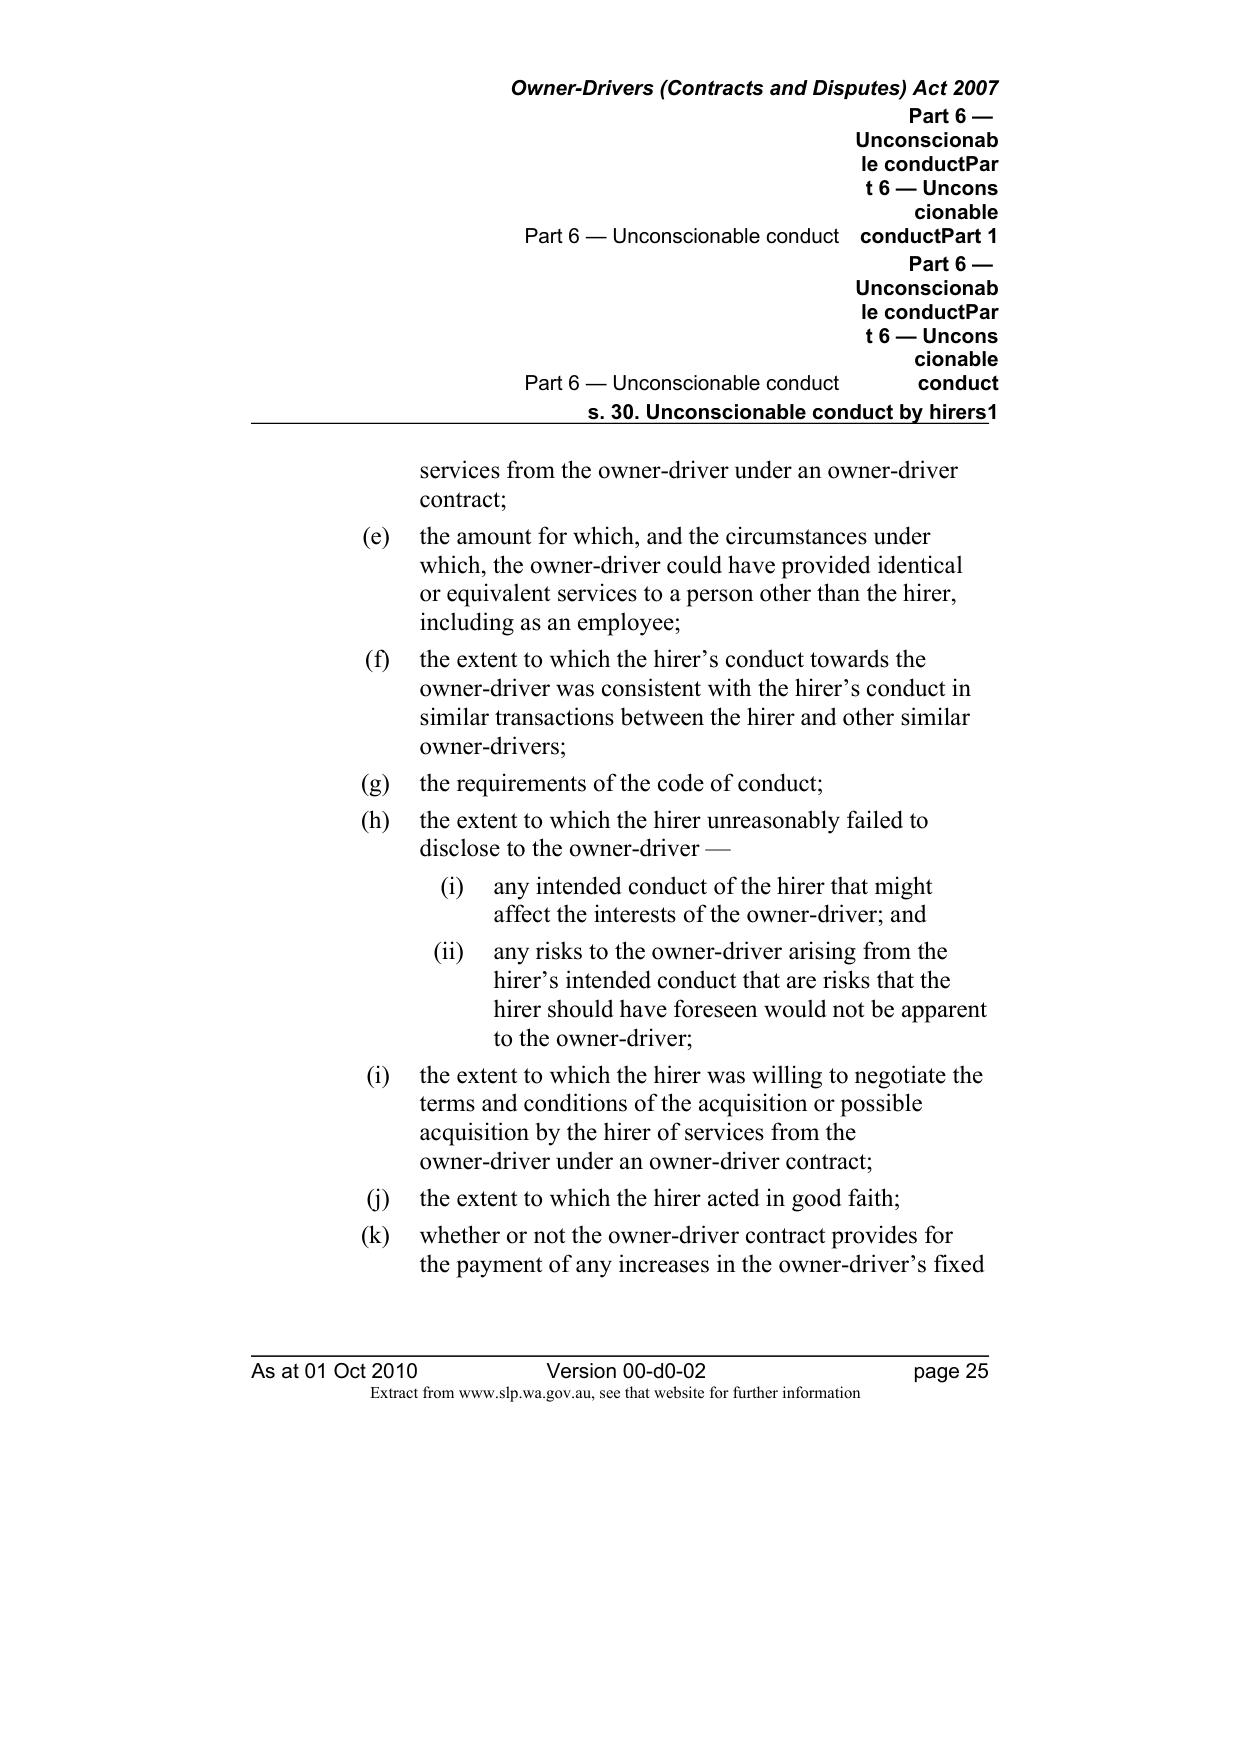 Owner-Drivers (Contracts and Disputes) Act 2007
Part 6 —
Unconscionab
le conductPar
t 6 — Uncons
cionable
Part 6 — Unconscionable conduct conductPart 1
Part 6 —
Unconscionab
le conductPar
t 6 — Uncons
cionable
Part 6 — Unconscionable conduct conduct
s. 30. Unconscionable conduct by hirers1
services from the owner-driver under an owner-driver
contract;
(e) the amount for which, and the circumstances under
which, the owner-driver could have provided identical
or equivalent services to a person other than the hirer,
including as an employee;
(f) the extent to which the hirer’s conduct towards the
owner-driver was consistent with the hirer’s conduct in
similar transactions between the hirer and other similar
owner-drivers;
(g) the requirements of the code of conduct;
(h) the extent to which the hirer unreasonably failed to
disclose to the owner-driver —
(i) any intended conduct of the hirer that might
affect the interests of the owner-driver; and
(ii) any risks to the owner-driver arising from the
hirer’s intended conduct that are risks that the
hirer should have foreseen would not be apparent
to the owner-driver;
(i) the extent to which the hirer was willing to negotiate the
terms and conditions of the acquisition or possible
acquisition by the hirer of services from the
owner-driver under an owner-driver contract;
(j) the extent to which the hirer acted in good faith;
(k) whether or not the owner-driver contract provides for
the payment of any increases in the owner-driver’s fixed
As at 01 Oct 2010 Version 00-d0-02 page 25
Extract from www.slp.wa.gov.au, see that website for further information